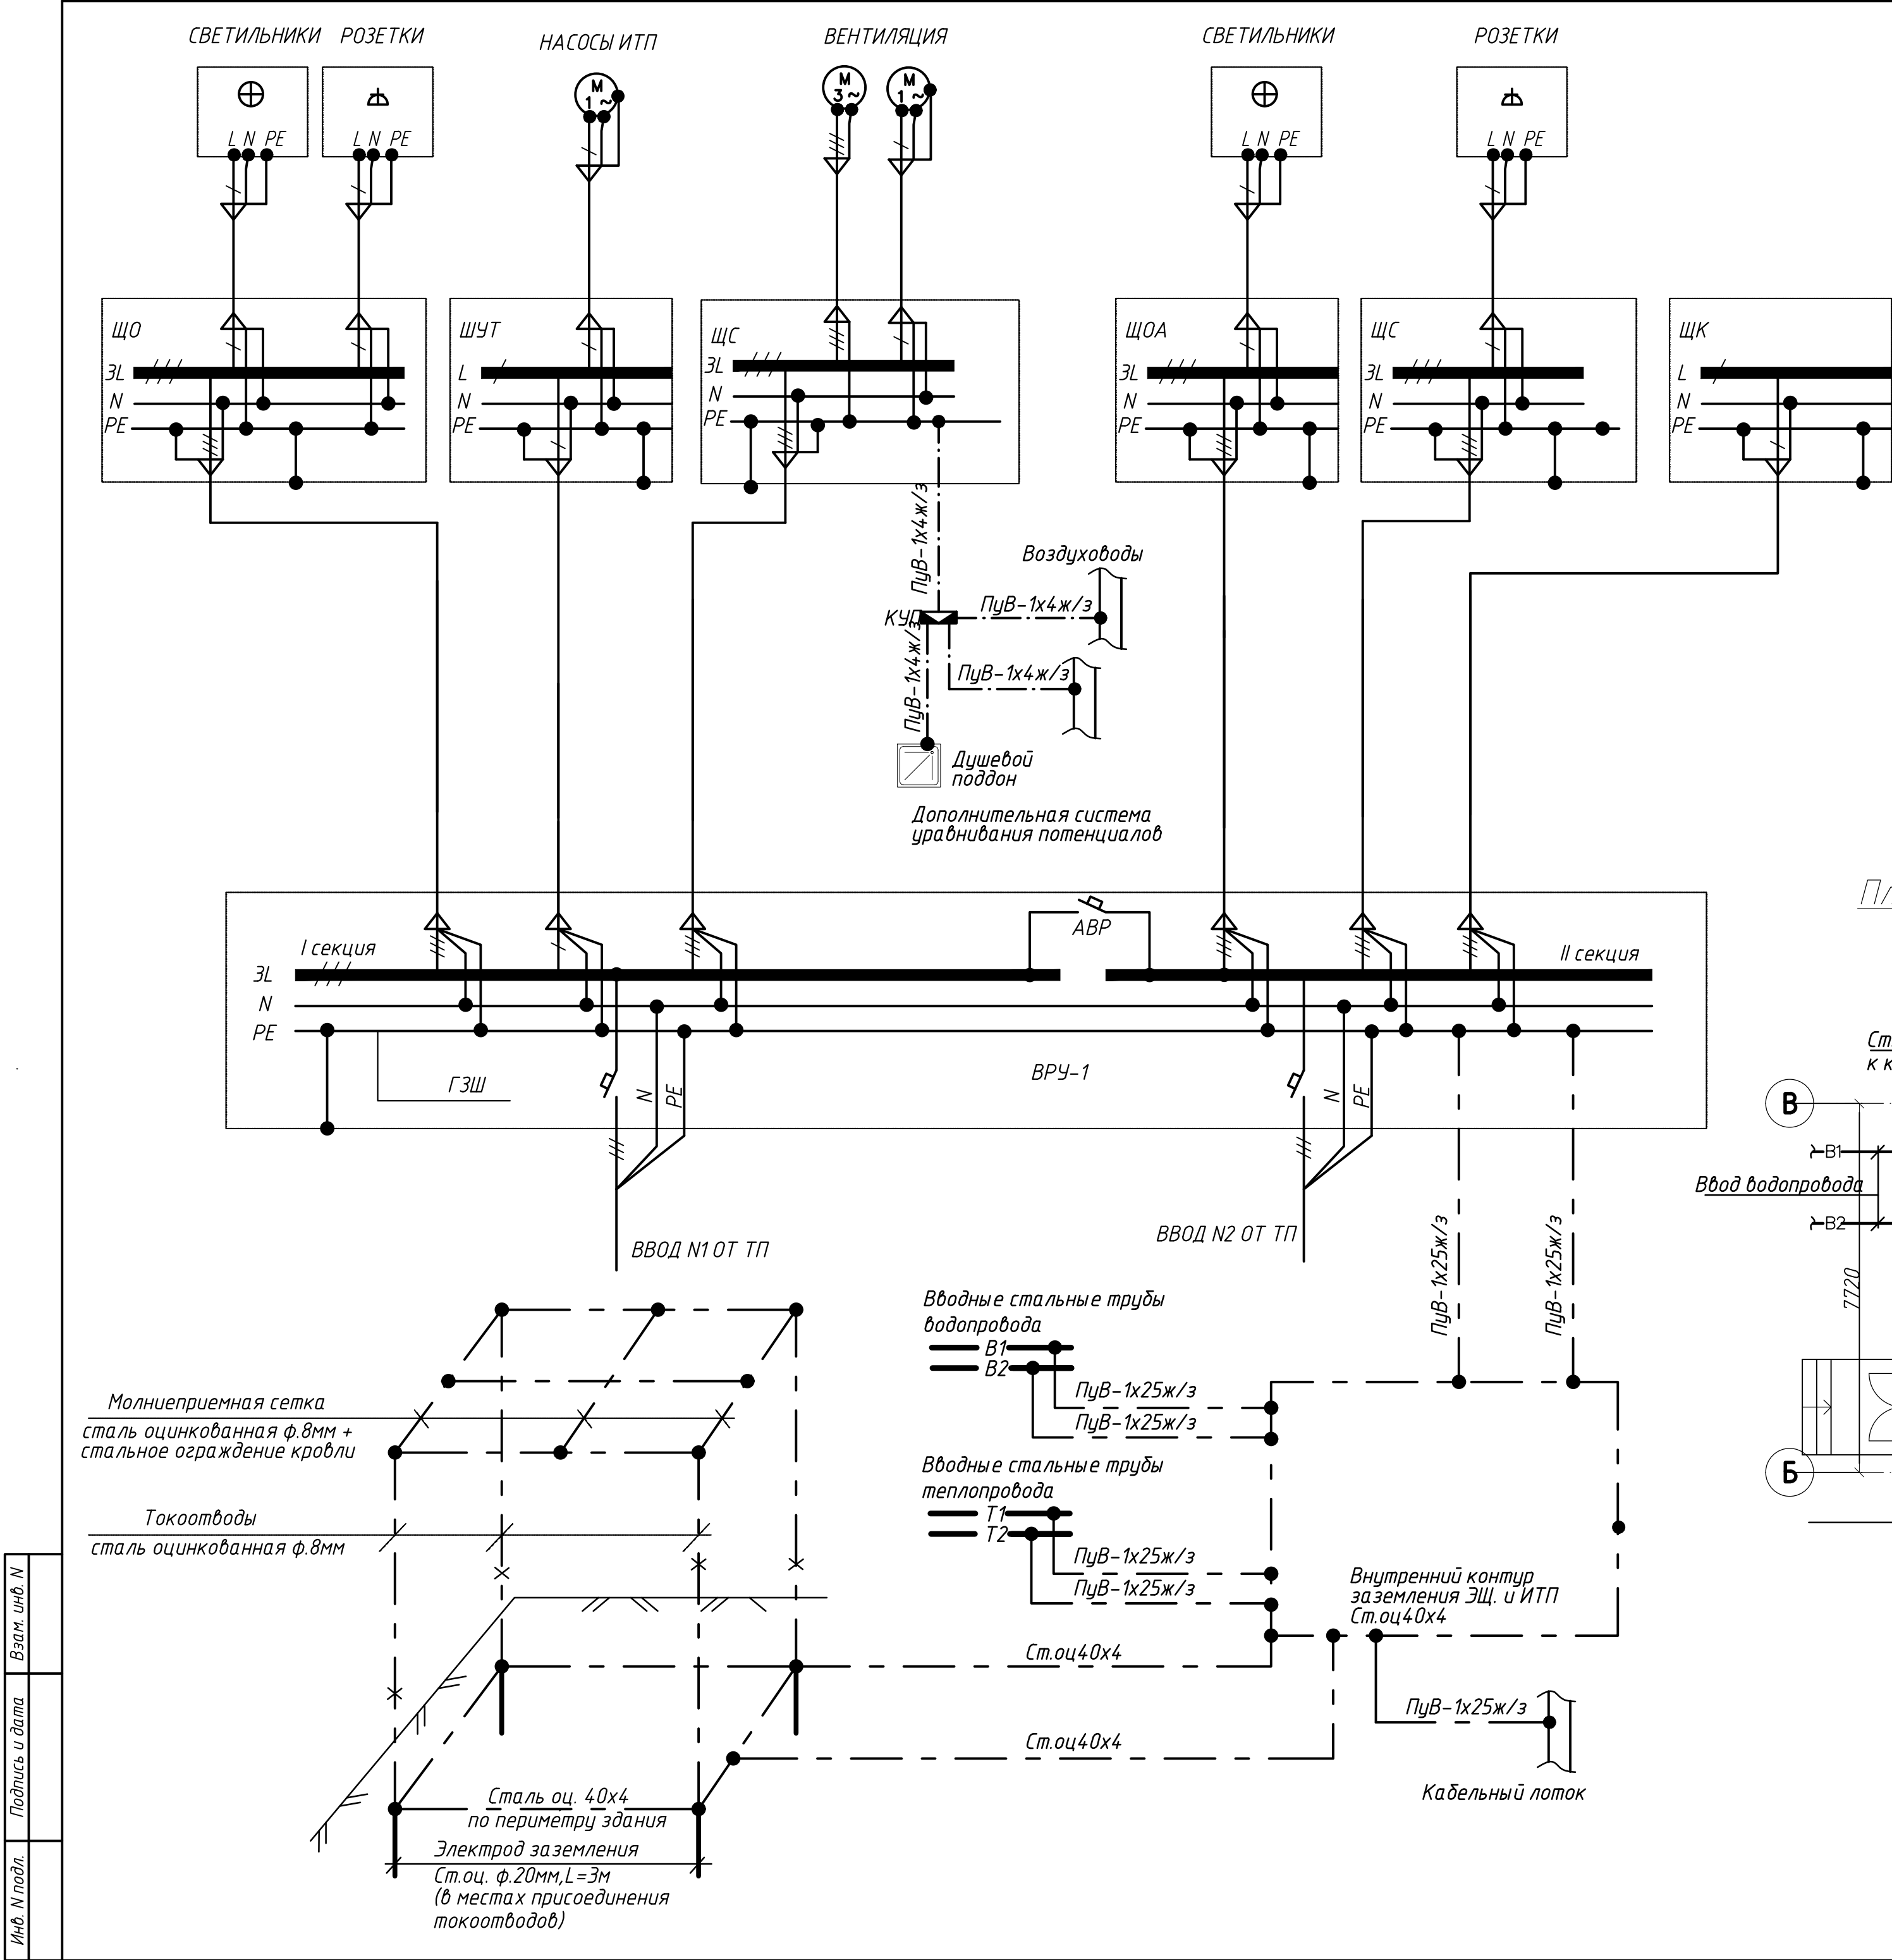 СВЕТИЛЬНИКИ РОЗЕТКИ НАСОСЫ ИТП ВЕНТИЛЯЦИЯ СВЕТИЛЬНИКИ РОЗЕТКИ
M
1 ~
M
3 ~
M
1 ~
L N PE
L N PE
L N PE
L N PE
ЩО
3L
N
PE
ШУТ
L
N
PE
ЩС
3L
N
PE
ЩОА
3L
N
PE
ЩС
3L
N
PE
ЩК
L
N
PE
ПуВ-1х4ж/з
Воздуховоды
КУП
ПуВ-1х4ж/з
ПуВ-1х4ж/з
ПуВ-1х4ж/з
Душевой
поддон
Дополнительная система
уравнивания потенциалов
I секция
АВР
II секция
3L
N
PE
ГЗШ
N
PE
ВРУ-1
N
PE
ВВОД N1 ОТ ТП
ВВОД N2 ОТ ТП
ПуВ-1х25ж/з
ПуВ-1х25ж/з
В
В1
Ввод водопровода
В2
7720
Б
Вводные стальные трубы
водопровода
В1
В2
ПуВ-1х25ж/з
ПуВ-1х25ж/з
Вводные стальные трубы
теплопровода
Т1
Т2
ПуВ-1х25ж/з
ПуВ-1х25ж/з
Молниеприемная сетка
сталь оцинкованная ф.8мм +
стальное ограждение кровли
Токоотводы
сталь оцинкованная ф.8мм
Внутренний контур
заземления ЭЩ. и ИТП
Ст.оц40х4
Ст.оц40х4
Ст.оц40х4
ПуВ-1х25ж/з
Кабельный лоток
Сталь оц. 40х4
по периметру здания
Электрод заземления
Ст.оц. ф.20мм,L=3м
(в местах присоединения
токоотводов)
Взам. инв. N
Подпись и дата
Инв. N подл.